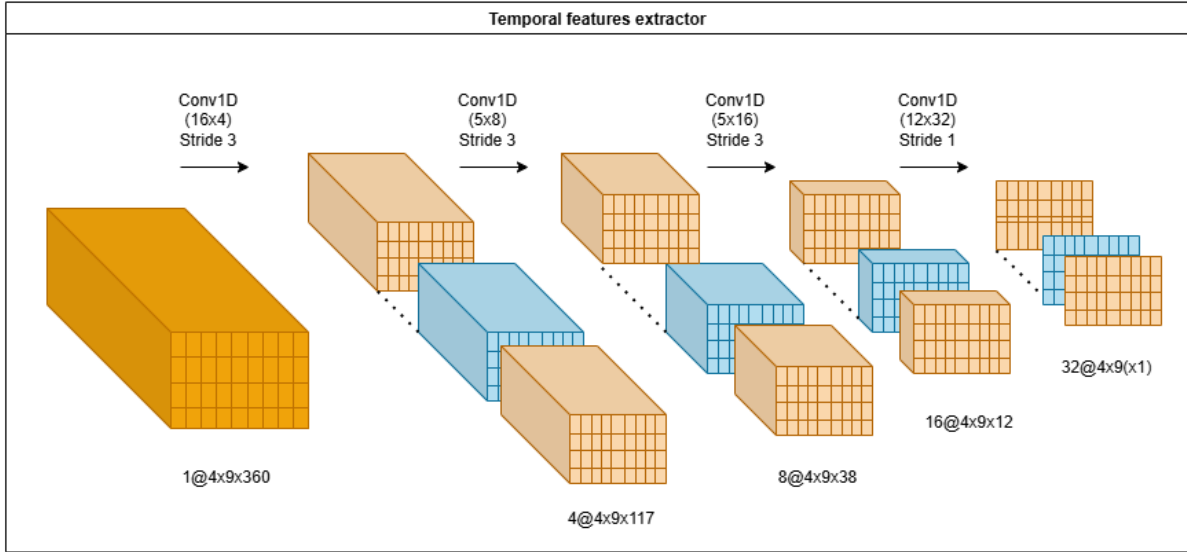 Temporal features extractor
Conv1D
(16x4)
Stride 3
Conv1D
(5x8)
Stride 3
Conv1D
(5x16)
Stride 3
Conv1D
(12x32)
Stride 1
1@4x9x360
4@4x9x117
8@4x9x38
16@4x9x12
32@4x9(x1)